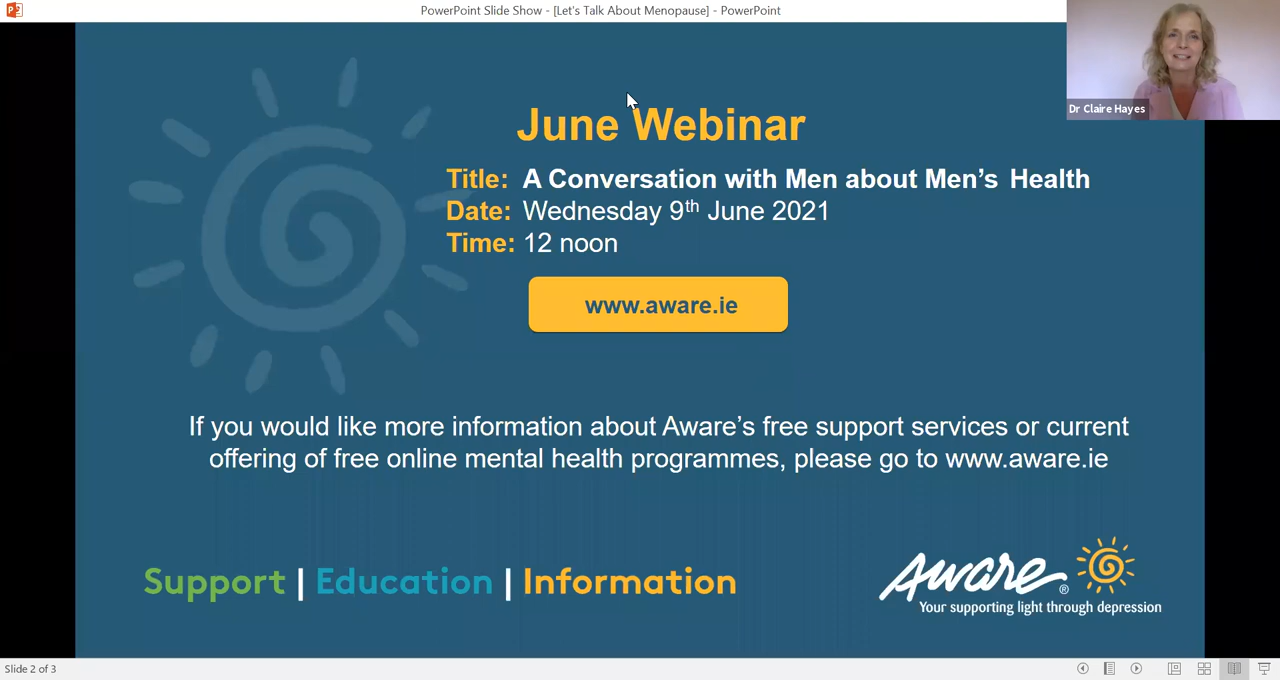 PowerPoint Slide Show - [Let's Talk About Menopause] - PowerPoint
Dr Claire Hayes
June Webinar
Title: A Conversation with Men about Men’s Health
Date: Wednesday 9th June 2021
Time: 12 noon
www.aware.ie
If you would like more information about Aware’s free support services or current
offering of free online mental health programmes, please go to www.aware.ie
Support | Education | Information
Aware ®
Your supporting light through depression
Slide 2 of 3